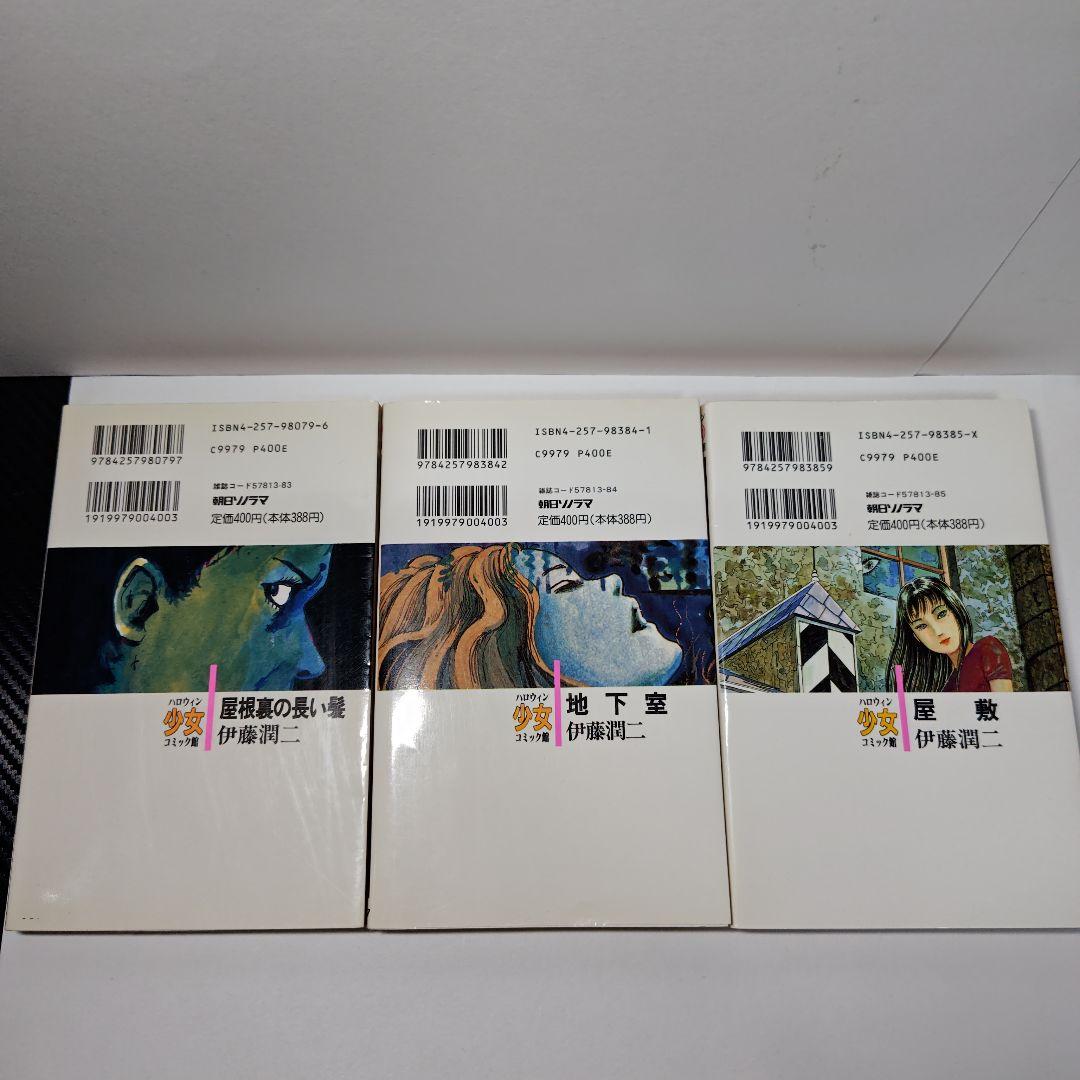 ISBN4-257-98079-6
9784257980797
C9979 P400E
雑誌コード57813-83
朝日ソノラマ
1919979004003
定価400円(本体388円)
ハロウィン
少女
コミック館
屋根裏の長い髪
伊藤潤二
ISBN4-257-98384-1
9784257983842
C9979 P400E
雑誌コード57813-84
朝日ソノラマ
1919979004003
定価400円(本体388円)
ハロウィン
少女
コミック館
地下室
伊藤潤二
ISBN4-257-98385-X
9784257983859
C9979 P400E
雑誌コード57813-85
朝日ソノラマ
1919979004003
定価400円(本体388円)
ハロウィン
少女
コミック館
屋敷
伊藤潤二